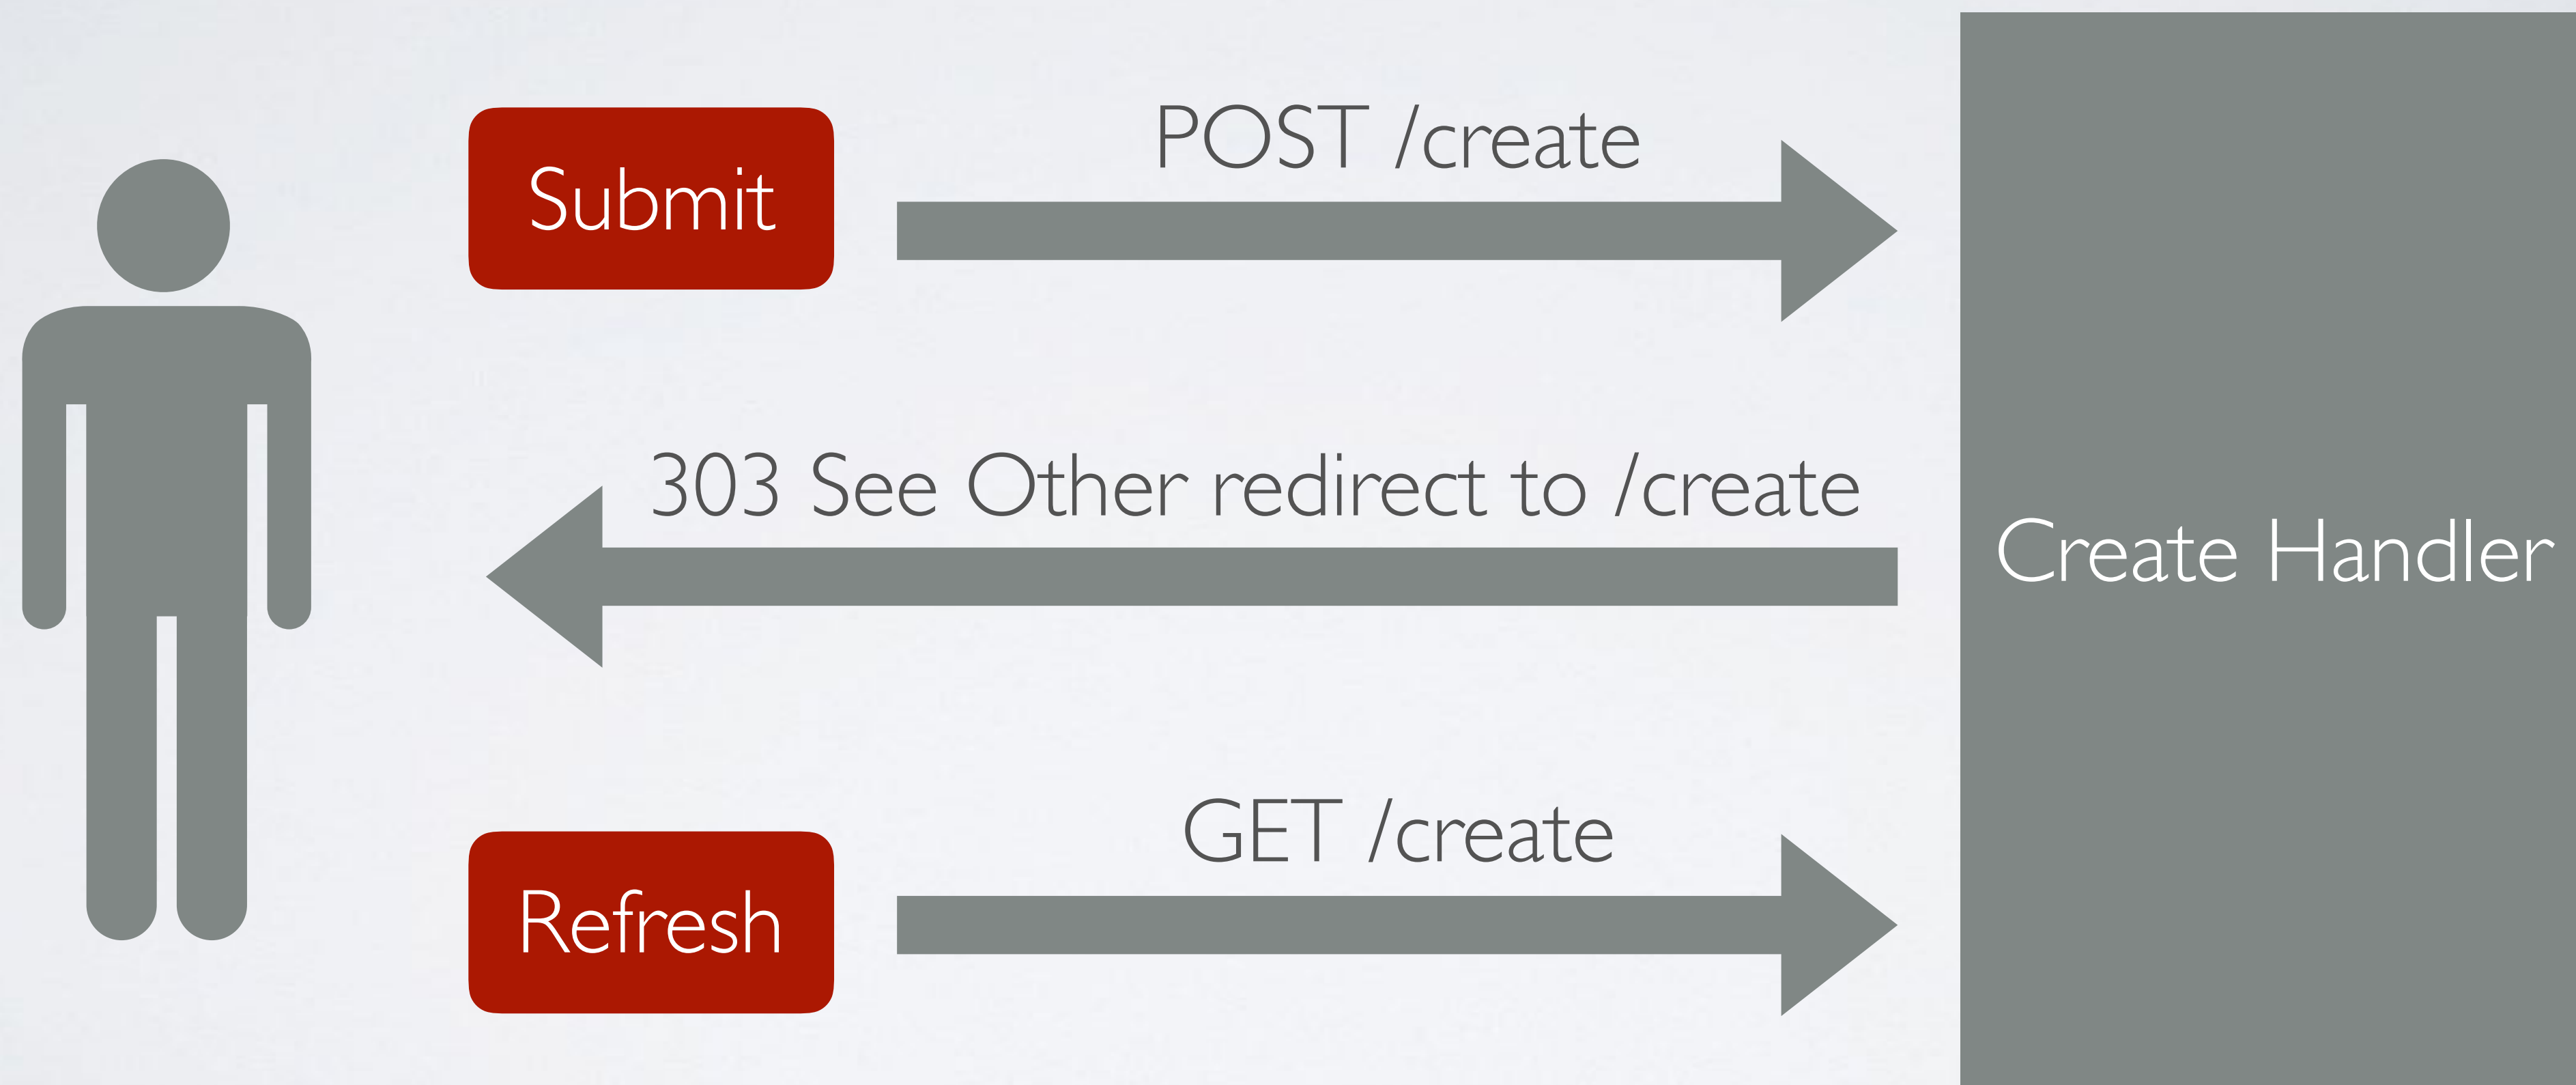 Submit
POST /create
303 See Other redirect to /create
Create Handler
Refresh
GET /create